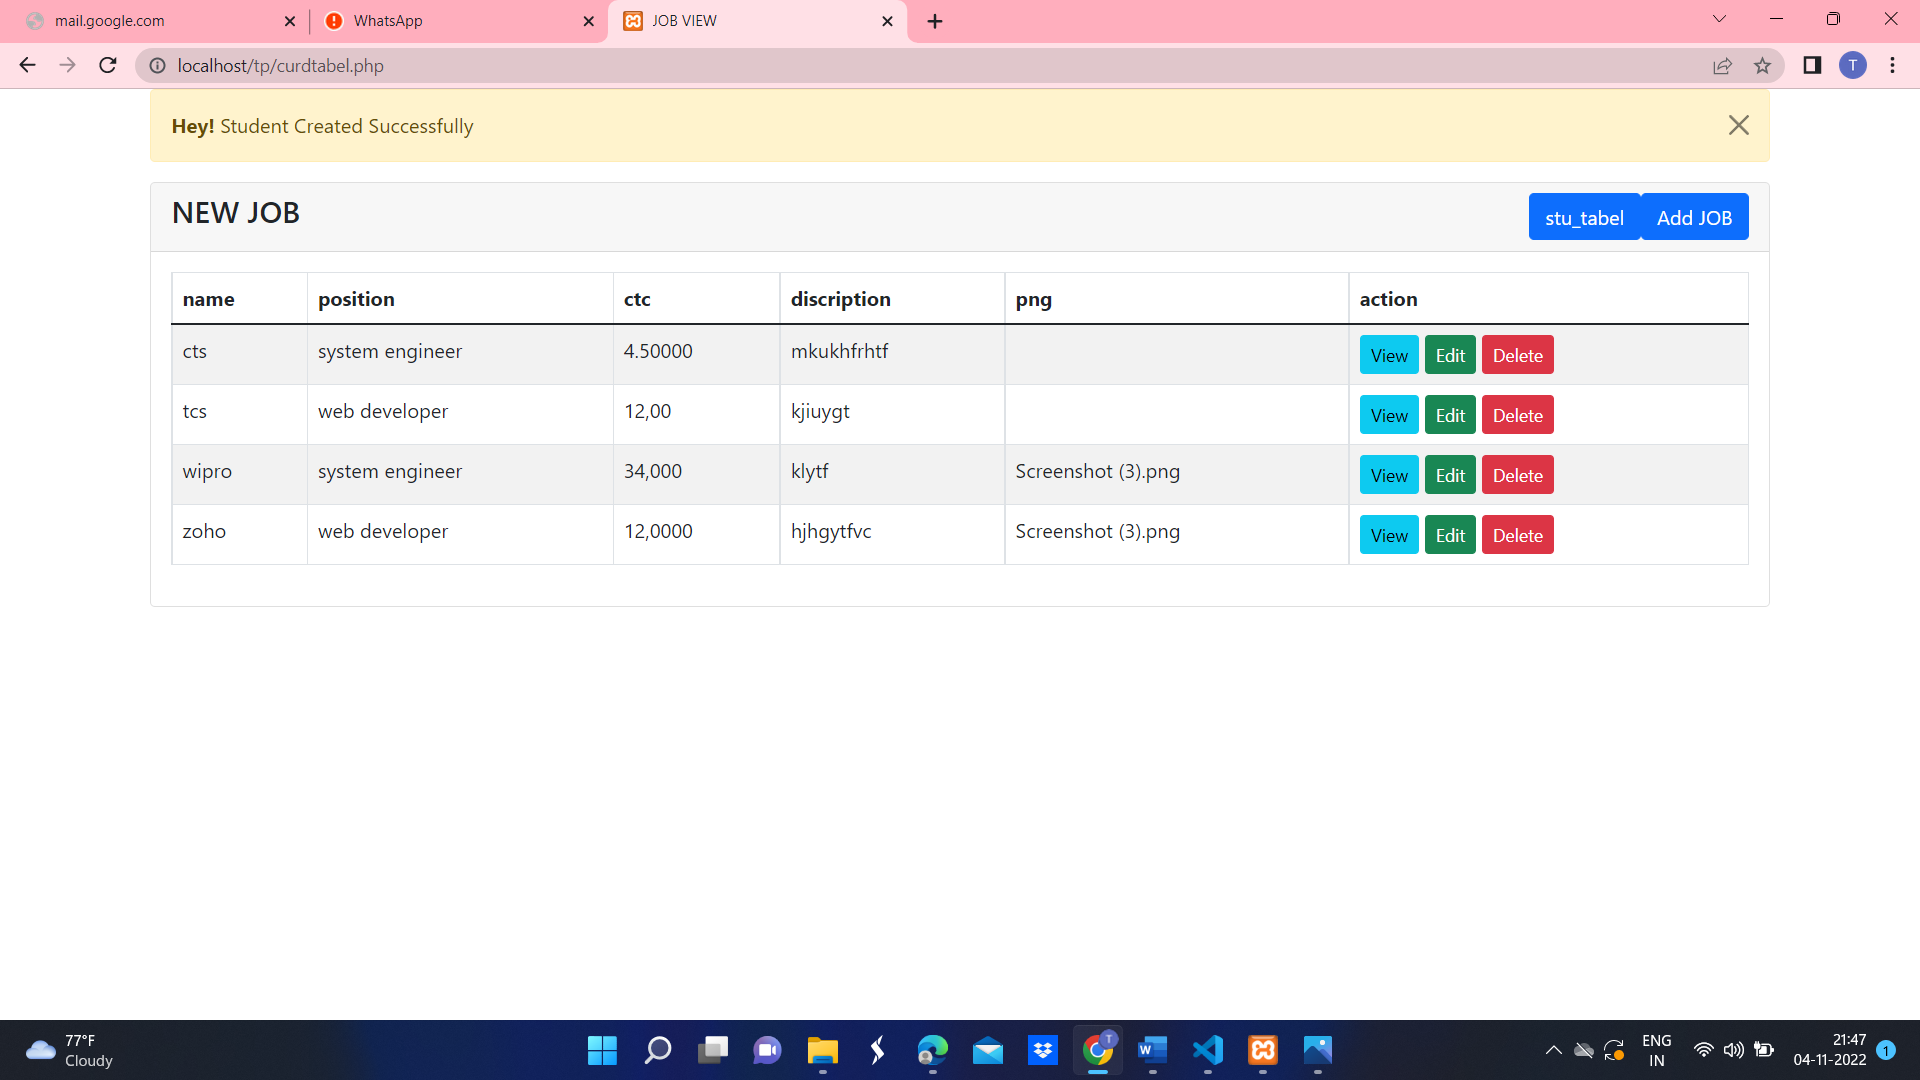 mail.google.com
WhatsApp
JOB VIEW
localhost/tp/curdtabel.php
T
Hey! Student Created Successfully
NEW JOB
stu_tabel Add JOB
name position ctc discription png action
cts system engineer 4.50000 mkukhfrhtf View Edit Delete
tcs web developer 12,00 kjiuygt View Edit Delete
wipro system engineer 34,000 klytf Screenshot (3).png View Edit Delete
zoho web developer 12,0000 hjhgytfvc Screenshot (3).png View Edit Delete
77°F
Cloudy
T
W
ENG
IN
21:47
04-11-2022
1